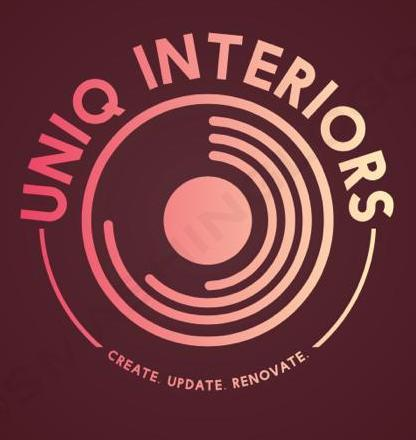 UNIQ INTERIORS
CREATE. UPDATE. RENOVATE.